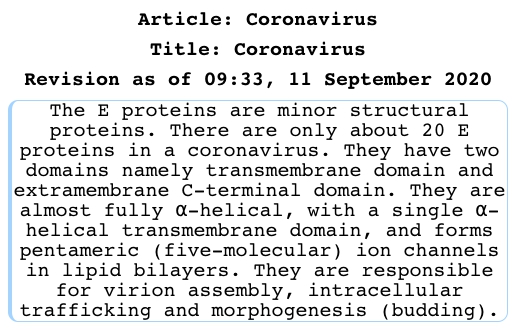 Article: Coronavirus
Title: Coronavirus
Revision as of 09:33, 11 September 2020
The E proteins are minor structural
proteins. There are only about 20 E
proteins in a coronavirus. They have two
domains namely transmembrane domain and
extramembrane C-terminal domain. They are
almost fully α-helical, with a single α-
helical transmembrane domain, and forms
pentameric (five-molecular) ion channels
in lipid bilayers. They are responsible
for virion assembly, intracellular
trafficking and morphogenesis (budding).